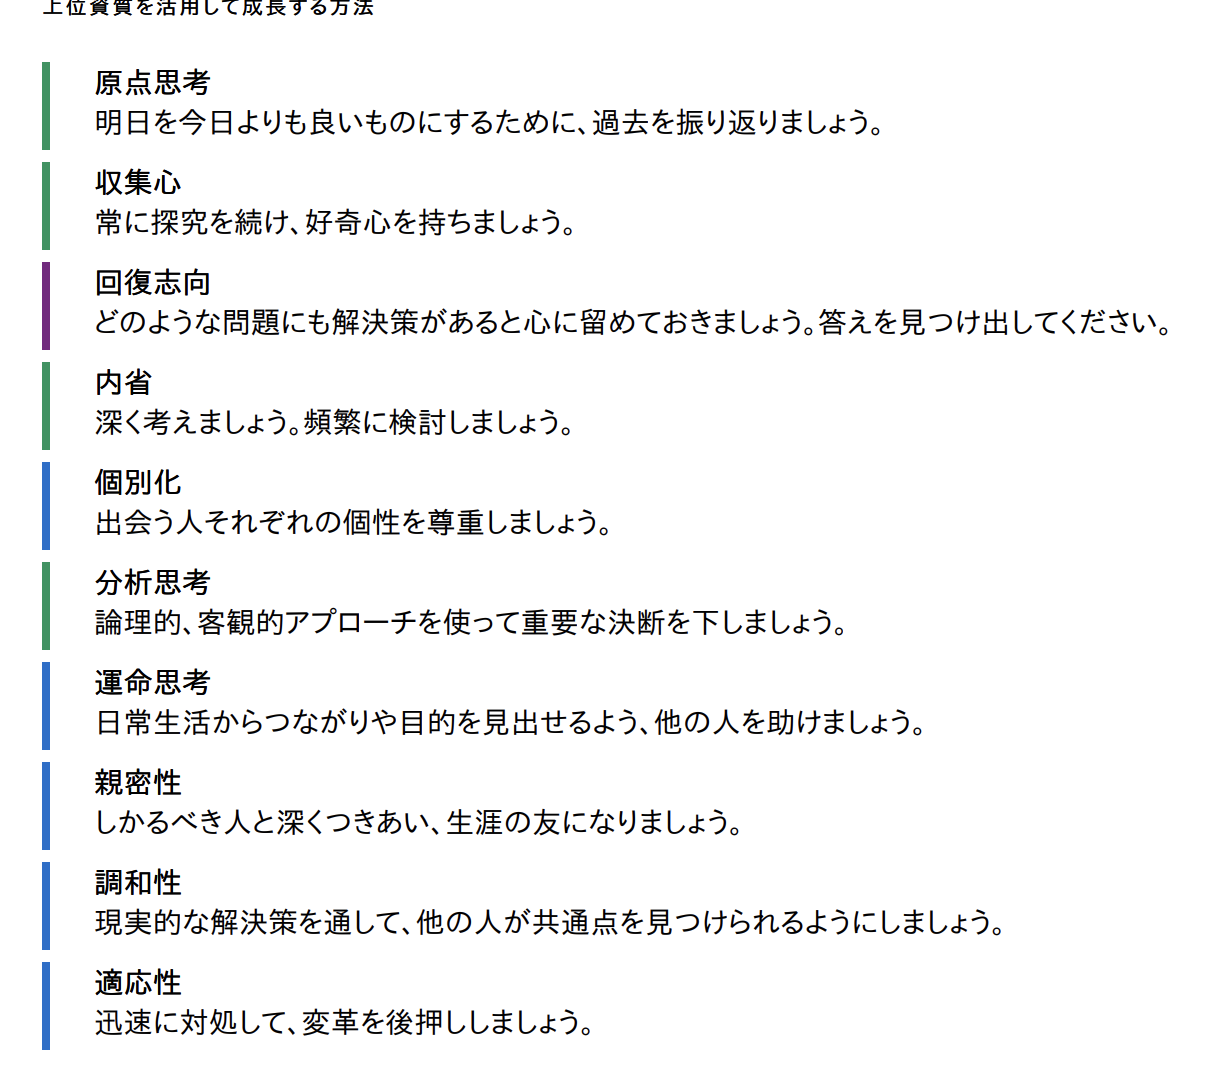 上位資質を活用して成長する方法
原点思考
明日を今日よりも良いものにするために、過去を振り返りましょう。
収集心
常に探究を続け、好奇心を持ちましょう。
回復志向
どのような問題にも解決策があると心に留めておきましょう。答えを見つけ出してください。
内省
深く考えましょう。頻繁に検討しましょう。
個別化
出会う人それぞれの個性を尊重しましょう。
分析思考
論理的、客観的アプローチを使って重要な決断を下しましょう。
運命思考
日常生活からつながりや目的を見出せるよう、他の人を助けましょう。
親密性
しかるべき人と深くつきあい、生涯の友になりましょう。
調和性
現実的な解決策を通して、他の人が共通点を見つけられるようにしましょう。
適応性
迅速に対処して、変革を後押ししましょう。